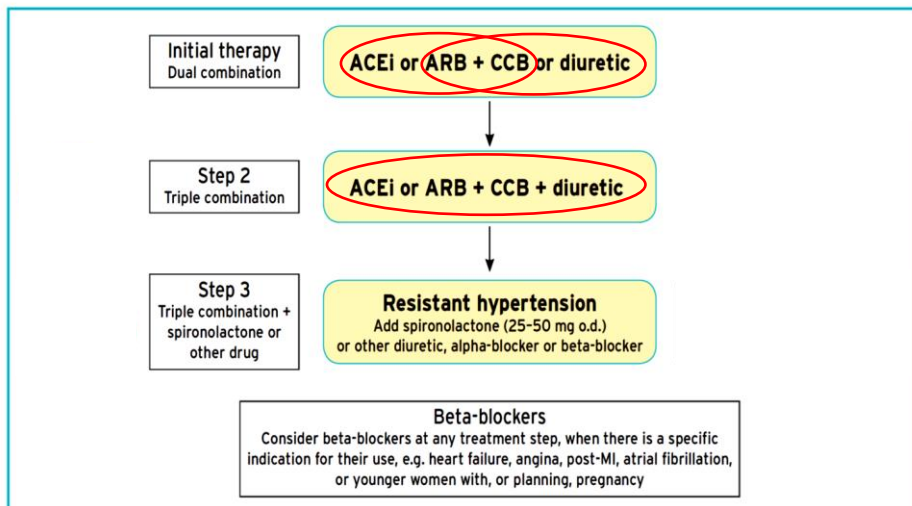 Initial therapy
Dual combination
ACEi or ARB + CCB or diuretic
Step 2
Triple combination
ACEi or ARB + CCB + diuretic
Step 3
Triple combination +
spironolactone or
other drug
Resistant hypertension
Add spironolactone (25–50 mg o.d.)
or other diuretic, alpha-blocker or beta-blocker
Beta-blockers
Consider beta-blockers at any treatment step, when there is a specific
indication for their use, e.g. heart failure, angina, post-MI, atrial fibrillation,
or younger women with, or planning, pregnancy